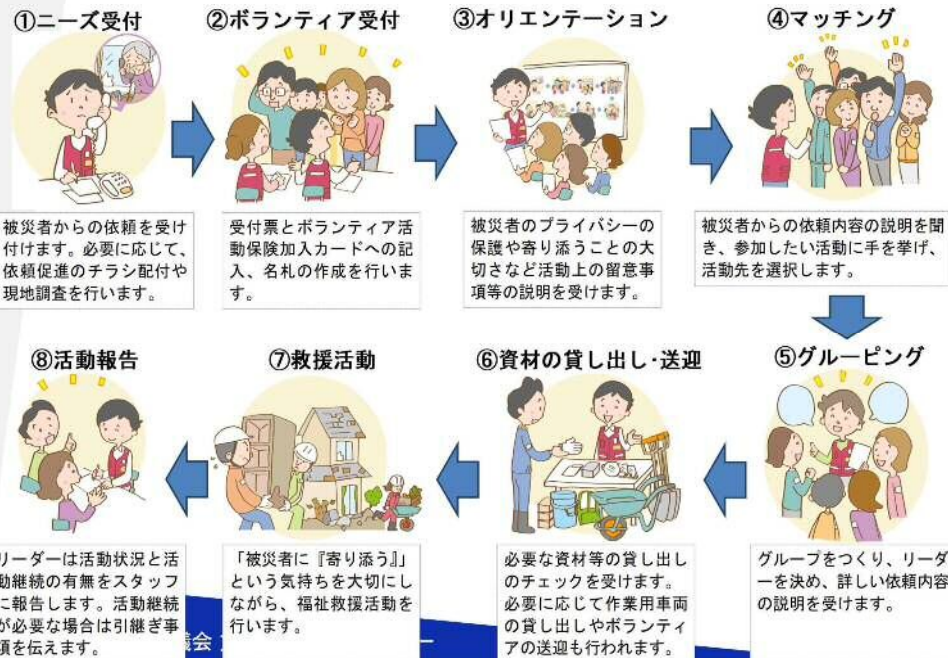 ①ニーズ受付
被災者からの依頼を受け
付けます。必要に応じて、
依頼促進のチラシ配付や
現地調査を行います。
②ボランティア受付
受付票とボランティア活
動保険加入カードへの記
入、名札の作成を行いま
す。
③オリエンテーション
被災者のプライバシーの
保護や寄り添うことの大
切さなど活動上の留意事
項等の説明を受けます。
④マッチング
被災者からの依頼内容の説明を聞
き、参加したい活動に手を挙げ、
活動先を選択します。
⑤グルーピング
グループをつくり、リーダ
ーを決め、詳しい依頼内容
の説明を受けます。
⑥資材の貸し出し・送迎
必要な資材等の貸し出し
のチェックを受けます。
必要に応じて作業用車両
の貸し出しやボランティ
アの送迎も行われます。
⑦救援活動
「被災者に『寄り添う』」
という気持ちを大切にし
ながら、福祉救援活動を
行います。
⑧活動報告
リーダーは活動状況と活
動継続の有無をスタッフ
に報告します。活動継続
が必要な場合は引継ぎ事
項を伝えます。
議会